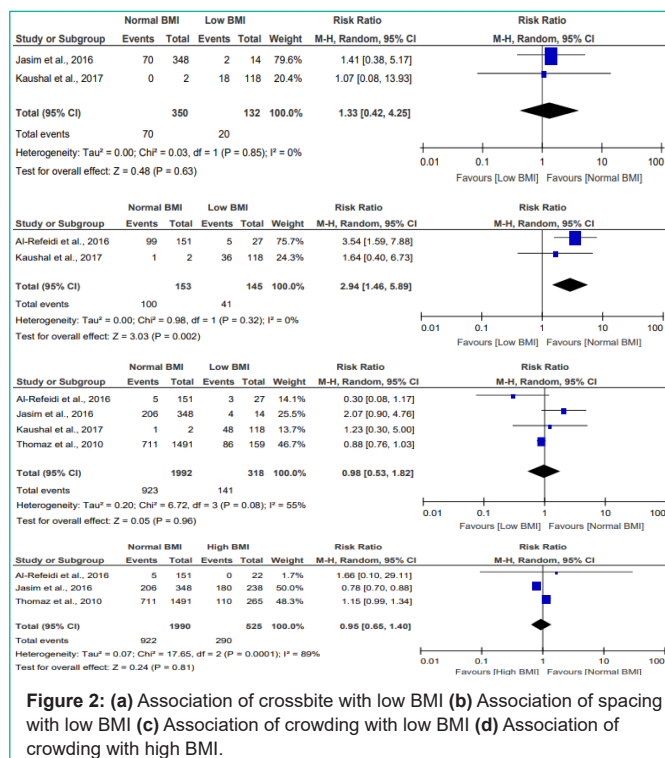 Normal BMI Low BMI Risk Ratio Risk Ratio
Study or Subgroup Events Total Events Total Weight M-H, Random, 95% CI M-H, Random, 95% CI
Jasim et al., 2016 70 348 2 14 79.6% 1.41 [0.38, 5.17]
Kaushal et al., 2017 0 2 18 118 20.4% 1.07 [0.08, 13.93]
Total (95% CI) 350 132 100.0% 1.33 [0.42, 4.25]
Total events 70 20
Heterogeneity: Tau² = 0.00; Chi² = 0.03, df = 1 (P = 0.85); I² = 0%
Test for overall effect: Z = 0.48 (P = 0.63)
0.01 0.1 1 10 100
Favours [Low BMI] Favours [Normal BMI]
Normal BMI Low BMI Risk Ratio Risk Ratio
Study or Subgroup Events Total Events Total Weight M-H, Random, 95% CI M-H, Random, 95% CI
Al-Refeidi et al., 2016 99 151 5 27 75.7% 3.54 [1.59, 7.88]
Kaushal et al., 2017 1 2 36 118 24.3% 1.64 [0.40, 6.73]
Total (95% CI) 153 145 100.0% 2.94 [1.46, 5.89]
Total events 100 41
Heterogeneity: Tau² = 0.00; Chi² = 0.98, df = 1 (P = 0.32); I² = 0%
Test for overall effect: Z = 3.03 (P = 0.002)
0.01 0.1 1 10 100
Favours [Low BMI] Favours [Normal BMI]
Normal BMI Low BMI Risk Ratio Risk Ratio
Study or Subgroup Events Total Events Total Weight M-H, Random, 95% CI M-H, Random, 95% CI
Al-Refeidi et al., 2016 5 151 3 27 14.1% 0.30 [0.08, 1.17]
Jasim et al., 2016 206 348 4 14 25.5% 2.07 [0.90, 4.76]
Kaushal et al., 2017 1 2 48 118 13.6% 1.23 [0.30, 5.00]
Thomaz et al., 2010 711 1491 86 159 46.7% 0.88 [0.76, 1.03]
Total (95% CI) 1992 318 100.0% 0.98 [0.53, 1.82]
Total events 923 141
Heterogeneity: Tau² = 0.20; Chi² = 6.72, df = 3 (P = 0.08); I² = 55%
Test for overall effect: Z = 0.05 (P = 0.96)
0.01 0.1 1 10 100
Favours [Low BMI] Favours [Normal BMI]
Normal BMI High BMI Risk Ratio Risk Ratio
Study or Subgroup Events Total Events Total Weight M-H, Random, 95% CI M-H, Random, 95% CI
Al-Refeidi et al., 2016 5 151 0 22 1.7% 1.66 [0.10, 29.11]
Jasim et al., 2016 206 348 180 238 50.0% 0.78 [0.70, 0.88]
Thomaz et al., 2010 711 1491 110 265 48.3% 1.15 [0.99, 1.34]
Total (95% CI) 1990 525 100.0% 0.95 [0.65, 1.40]
Total events 922 290
Heterogeneity: Tau² = 0.07; Chi² = 17.65, df = 2 (P = 0.0001); I² = 89%
Test for overall effect: Z = 0.24 (P = 0.81)
0.01 0.1 1 10 100
Favours [High BMI] Favours [Normal BMI]
Figure 2: (a) Association of crossbite with low BMI (b) Association of spacing
with low BMI (c) Association of crowding with low BMI (d) Association of
crowding with high BMI.